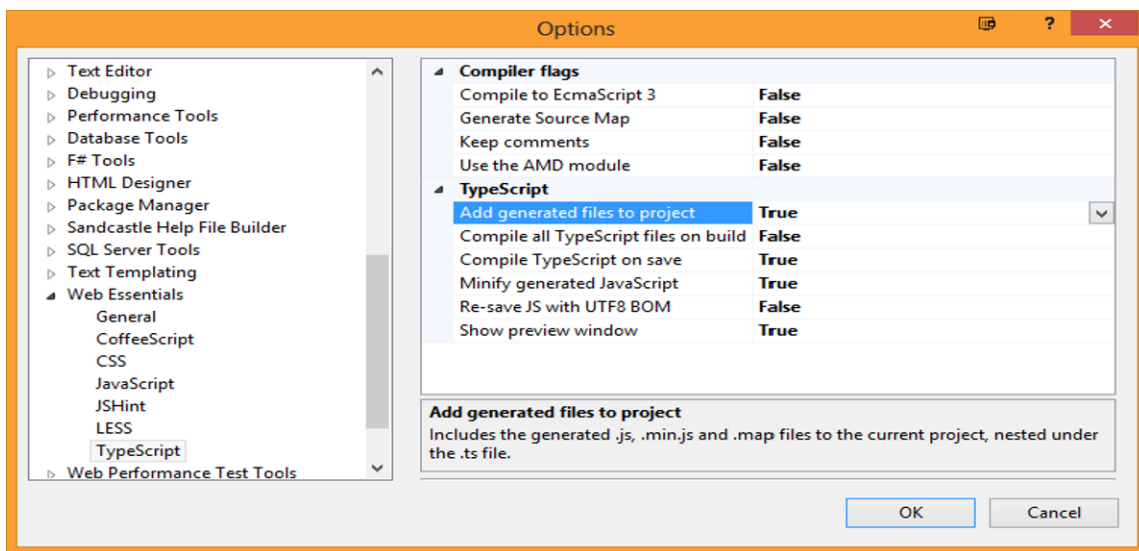 Options
?
Text Editor
Debugging
Performance Tools
Database Tools
F# Tools
HTML Designer
Package Manager
Sandcastle Help File Builder
SQL Server Tools
Text Templating
Web Essentials
General
CoffeeScript
CSS
JavaScript
JSHint
LESS
TypeScript
Web Performance Test Tools
Compiler flags
Compile to EcmaScript 3 False
Generate Source Map False
Keep comments False
Use the AMD module False
TypeScript
Add generated files to project True
Compile all TypeScript files on build False
Compile TypeScript on save True
Minify generated JavaScript True
Re-save JS with UTF8 BOM False
Show preview window True
Add generated files to project
Includes the generated .js, .min.js and .map files to the current project, nested under
the .ts file.
OK Cancel